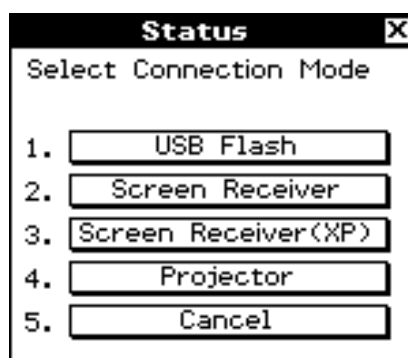 Status X
Select Connection Mode
1. USB Flash
2. Screen Receiver
3. Screen Receiver(XP)
4. Projector
5. Cancel